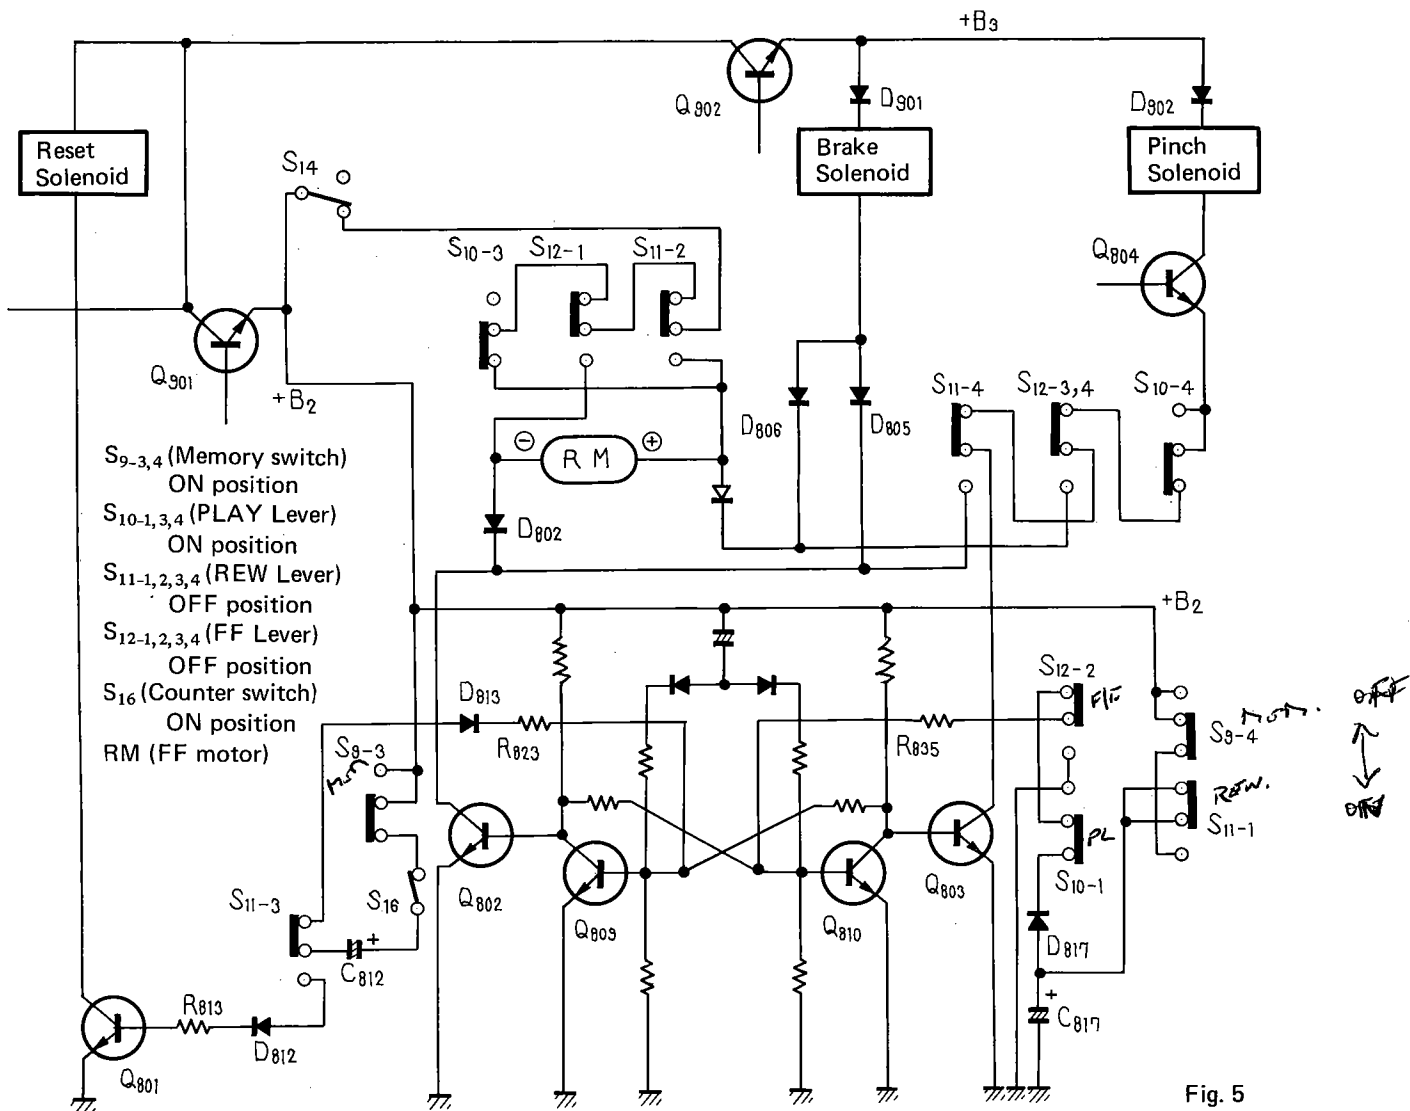 +B3
Q902
D901
D902
Reset
Solenoid
Brake
Solenoid
Pinch
Solenoid
S14
S10-3
S12-1
S11-2
Q804
Q901
+B2
D806
D805
S11-4
S12-3,4
S10-4
⊖ RM ⊕
D802
S9-3,4 (Memory switch)
ON position
S10-1,3,4 (PLAY Lever)
ON position
S11-1,2,3,4 (REW Lever)
OFF position
S12-1,2,3,4 (FF Lever)
OFF position
S16 (Counter switch)
ON position
RM (FF motor)
+B2
D813
R823
R835
S12-2
S9-4
OFF
S9-3
S11-1
REW.
PL
S10-1
S11-3
S16
C812
+
Q802
Q809
Q810
Q803
D817
+
C817
R813
D812
Q801
Fig. 5